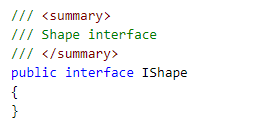 /// <summary>
/// Shape interface
/// </summary>
public interface IShape
{
}